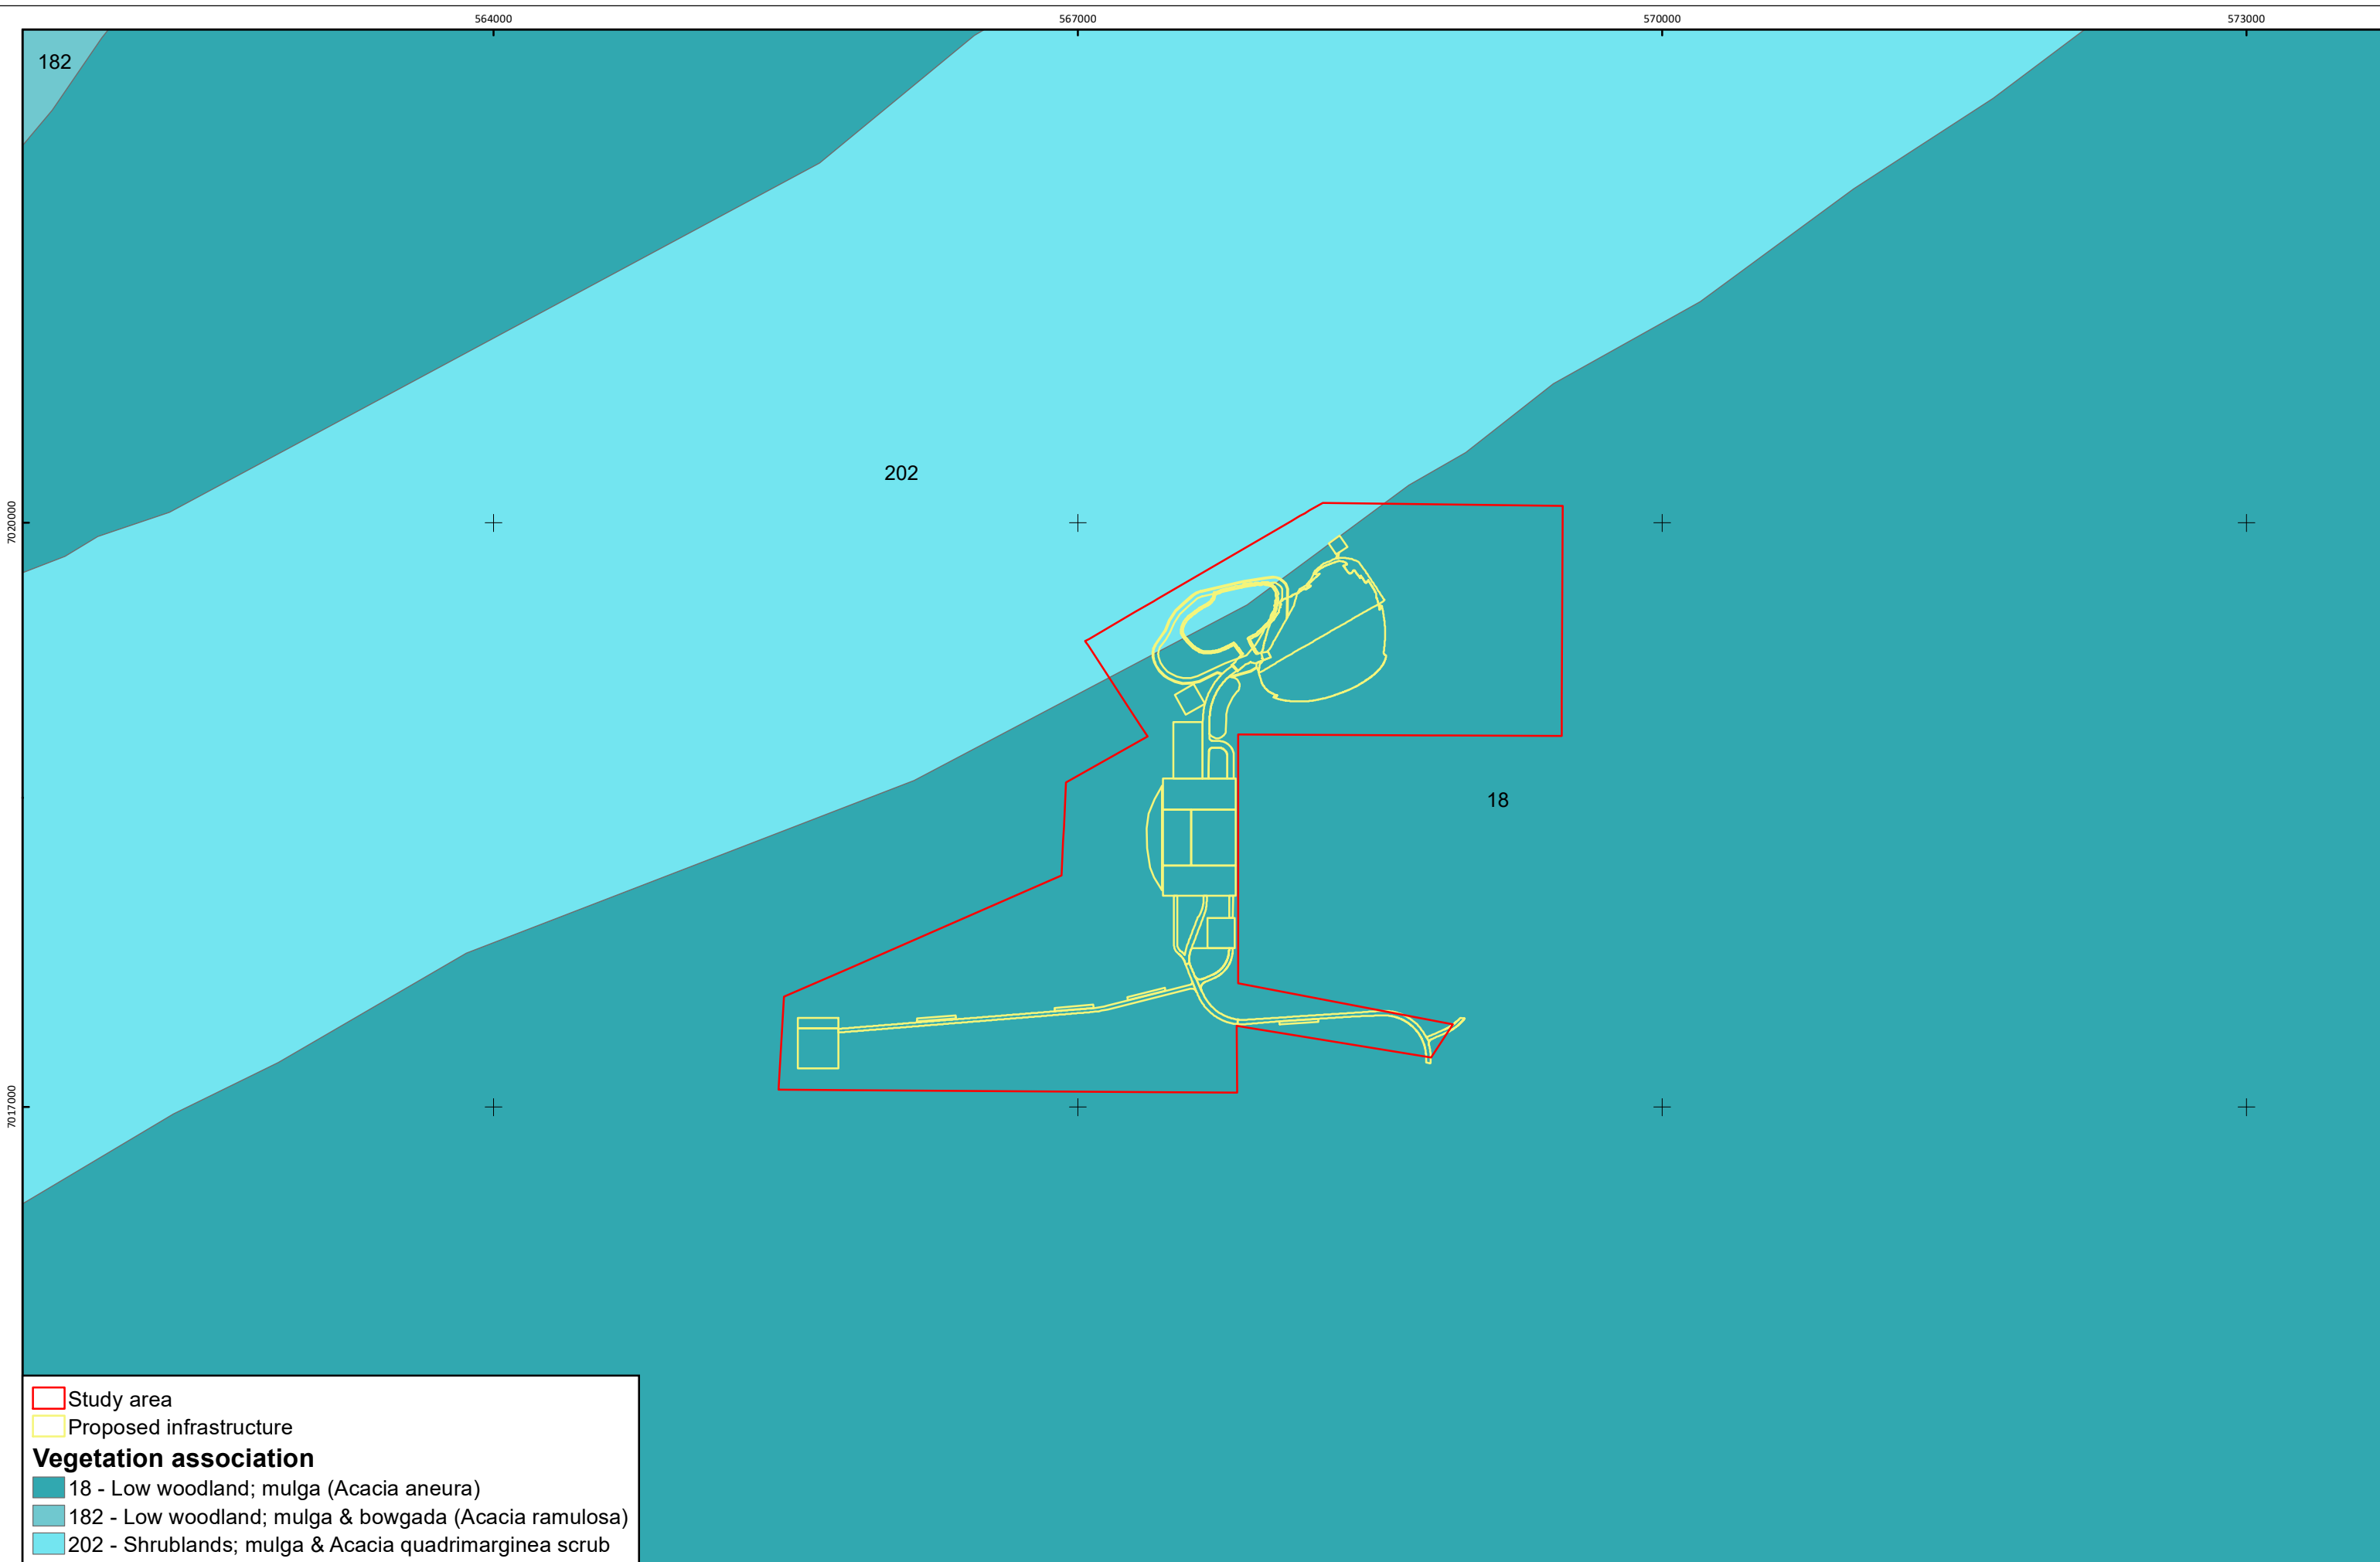 564000 567000 570000 573000
182
202
7020000
18
7017000
Study area
Proposed infrastructure
Vegetation association
18 - Low woodland; mulga (Acacia aneura)
182 - Low woodland; mulga & bowgada (Acacia ramulosa)
202 - Shrublands; mulga & Acacia quadrimarginea scrub